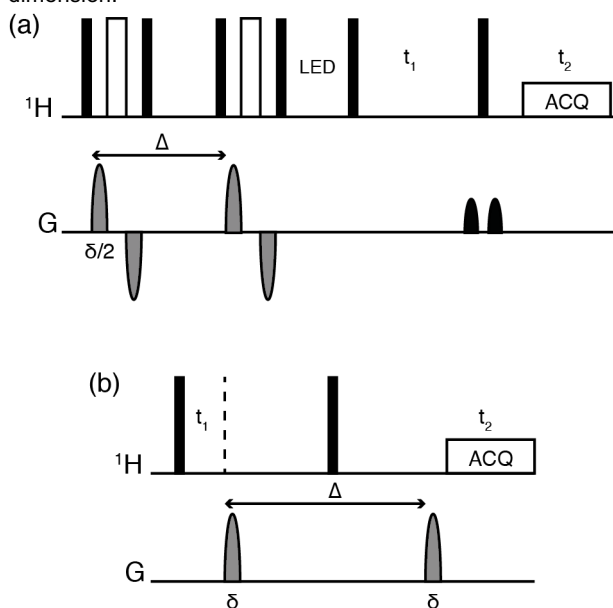 dimension.
(a)
LED
t1
t2
¹H
ACQ
Δ
G
δ/2
(b)
t1
t2
¹H
ACQ
Δ
G
δ
δ